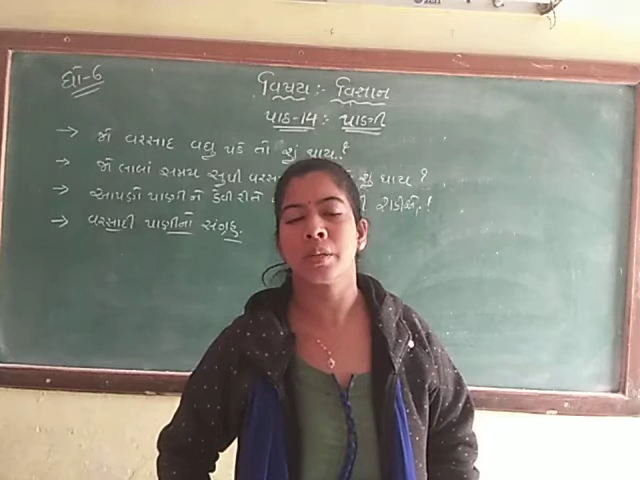 ધો-6
વિષય:- વિજ્ઞાન
પાઠ-14:- પાણી
→ જો વરસાદ વધુ પડે તો શું થાય?
→ જો લાબાં સમય સુધી વરસ શું થાય?
→ આપણે પાણી ને કેવી રીતે
→ વરસાદી પાણીનો સંગ્રહ.